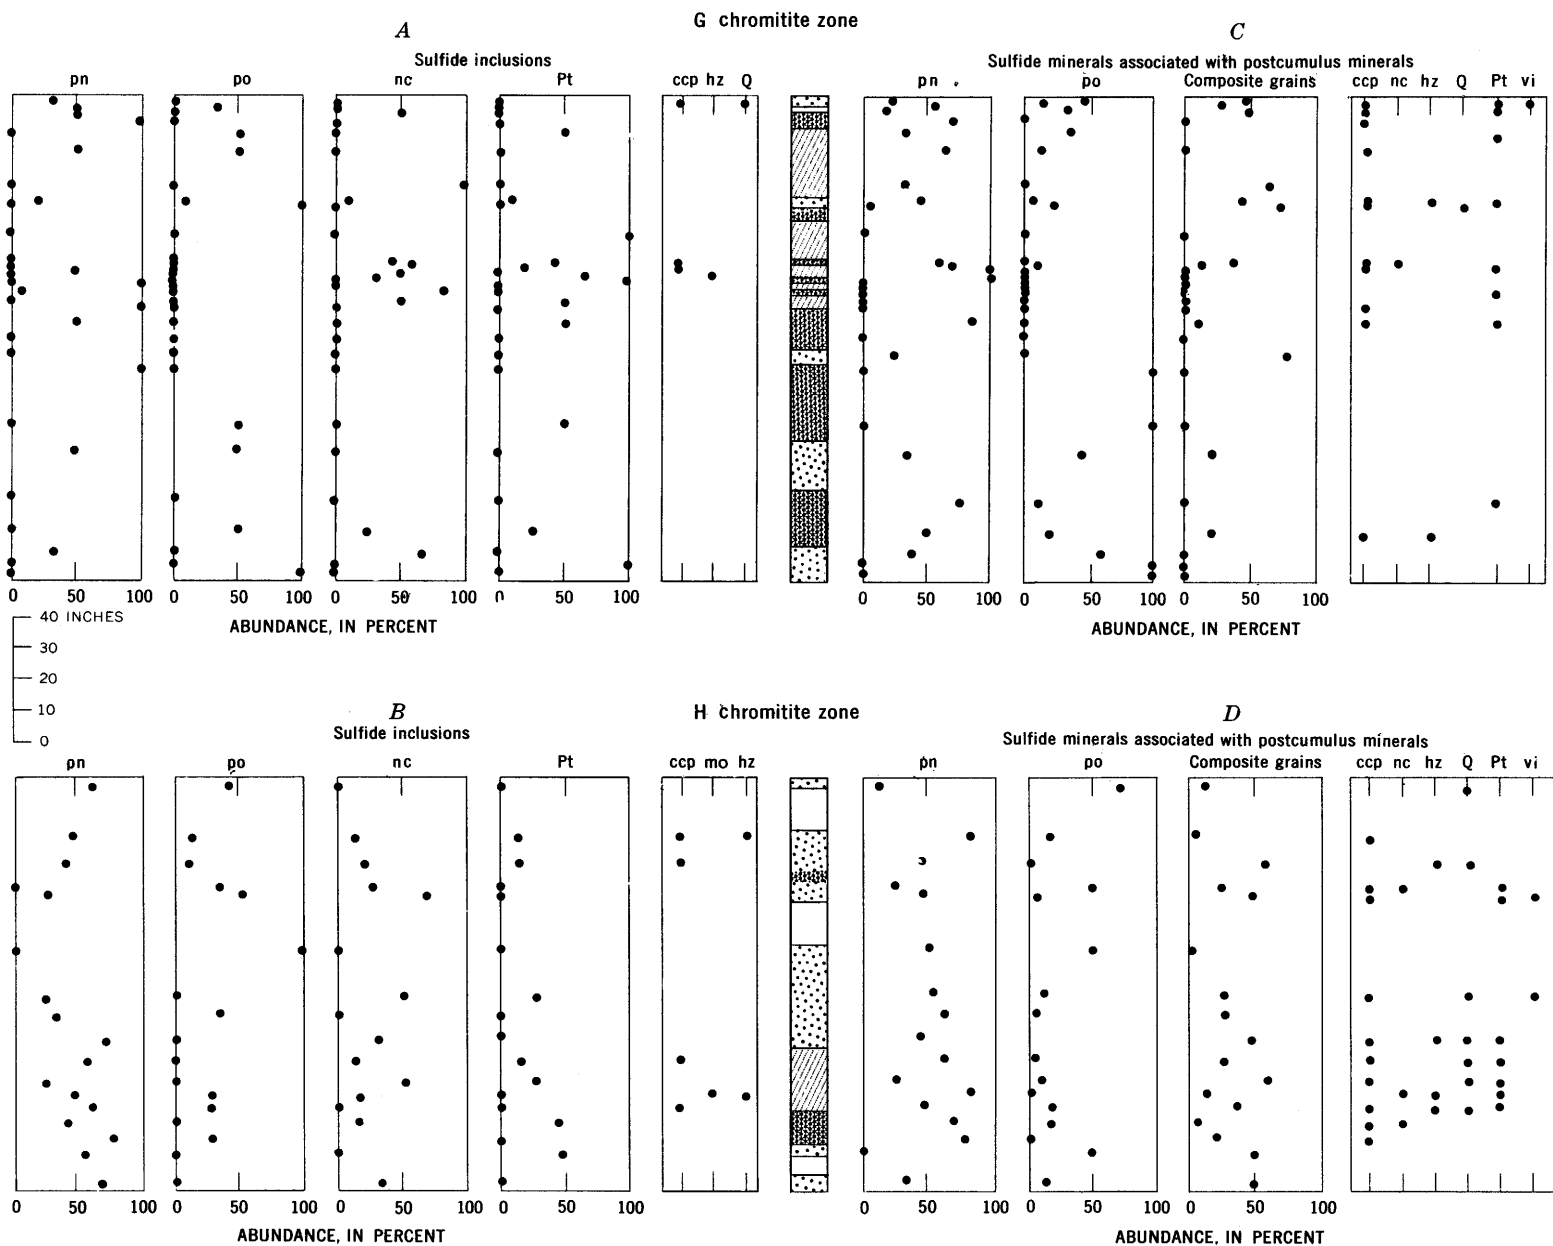 G chromitite zone
A
C
Sulfide inclusions
Sulfide minerals associated with postcumulus minerals
pn po nc Pt ccp hz Q
pn po Composite grains ccp nc hz Q Pt vi
0 50 100 0 50 100 0 50 100 0 50 100
0 50 100 0 50 100 0 50 100
ABUNDANCE, IN PERCENT
ABUNDANCE, IN PERCENT
40 INCHES
30
20
10
0
H chromitite zone
B
D
Sulfide inclusions
Sulfide minerals associated with postcumulus minerals
pn po nc Pt ccp mo hz
pn po Composite grains ccp nc hz Q Pt vi
0 50 100 0 50 100 0 50 100 0 50 100
0 50 100 0 50 100 0 50 100
ABUNDANCE, IN PERCENT
ABUNDANCE, IN PERCENT